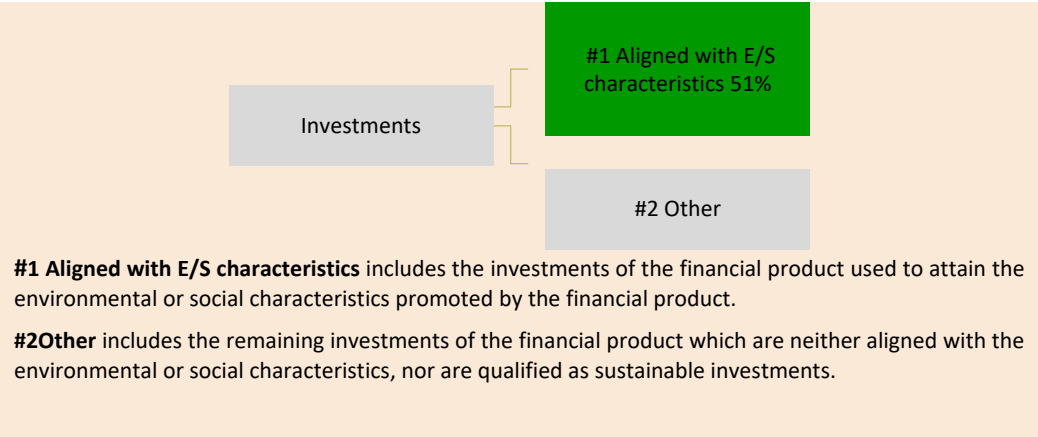 #1 Aligned with E/S
characteristics 51%
Investments
#2 Other
#1 Aligned with E/S characteristics includes the investments of the financial product used to attain the
environmental or social characteristics promoted by the financial product.
#2Other includes the remaining investments of the financial product which are neither aligned with the
environmental or social characteristics, nor are qualified as sustainable investments.